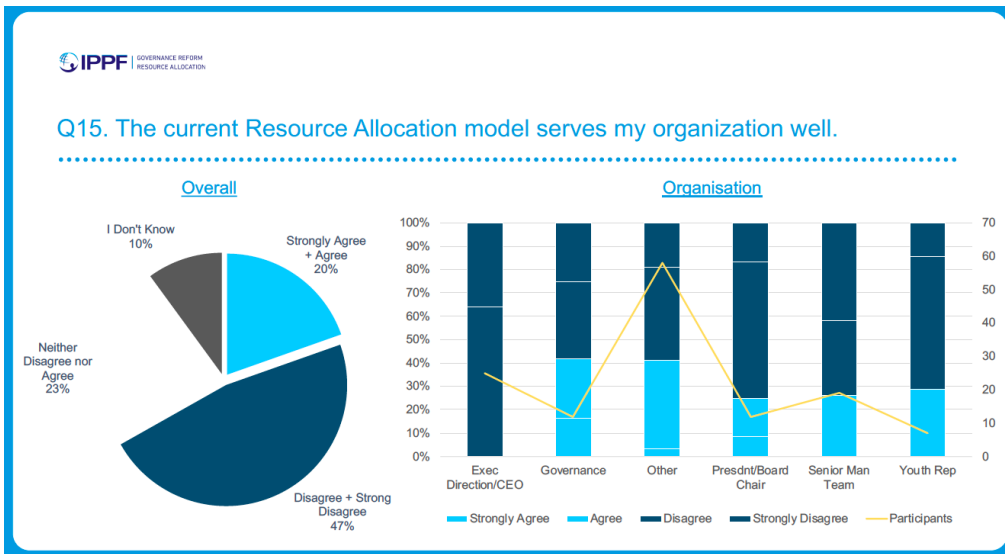 IPPF
GOVERNANCE REFORM
RESOURCE ALLOCATION
Q15. The current Resource Allocation model serves my organization well.
Overall
I Don't Know
10%
Strongly Agree
+ Agree
20%
Neither
Disagree nor
Agree
23%
Disagree + Strong
Disagree
47%
Organisation
100%
90%
80%
70%
60%
50%
40%
30%
20%
10%
0%
70
60
50
40
30
20
10
0
Exec
Direction/CEO
Governance
Other
Presdnt/Board
Chair
Senior Man
Team
Youth Rep
Strongly Agree
Agree
Disagree
Strongly Disagree
Participants